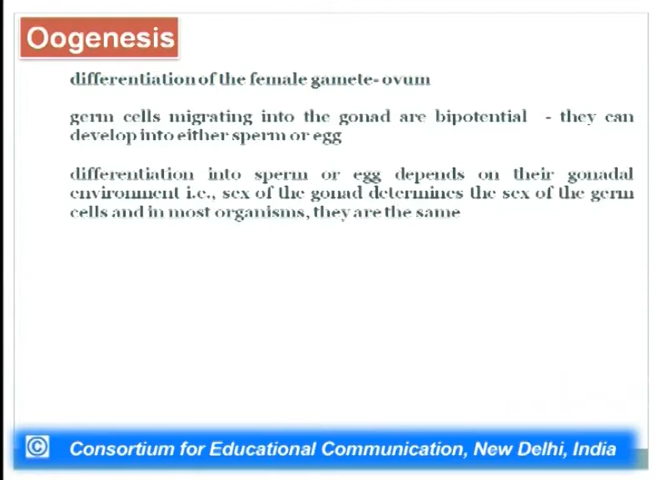 Oogenesis
differentiation of the female gamete- ovum
germ cells migrating into the gonad are bipotential - they can
develop into either sperm or egg
differentiation into sperm or egg depends on their gonadal
environment i.e., sex of the gonad determines the sex of the germ
cells and in most organisms, they are the same
© Consortium for Educational Communication, New Delhi, India